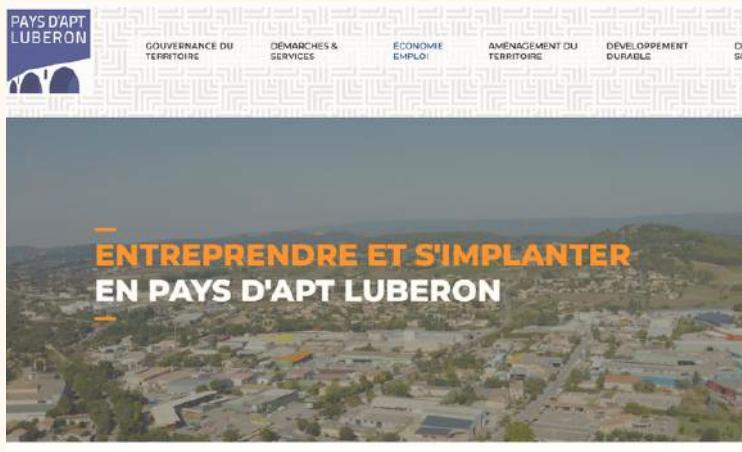 PAYS D'APT
LUBERON
GOUVERNANCE DU
TERRITOIRE
DÉMARCHES &
SERVICES
ÉCONOMIE
EMPLOI
AMÉNAGEMENT DU
TERRITOIRE
DÉVELOPPEMENT
DURABLE
ENTREPRENDRE ET S'IMPLANTER
EN PAYS D'APT LUBERON